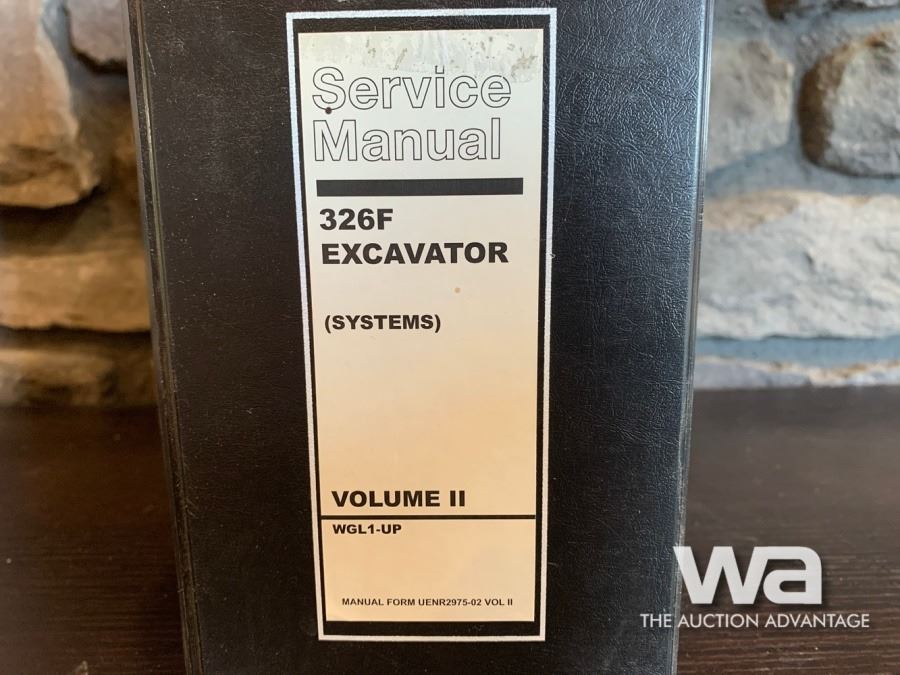 Service
Manual
326F
EXCAVATOR
(SYSTEMS)
VOLUME II
WGL1-UP
MANUAL FORM UENR2975-02 VOL II
wa
THE AUCTION ADVANTAGE